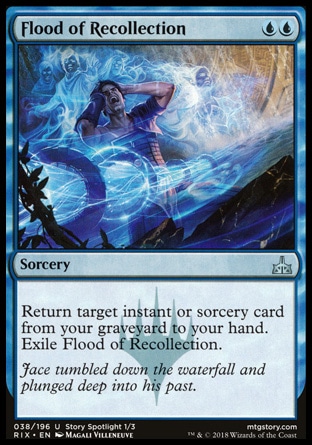 Flood of Recollection
Sorcery
Return target instant or sorcery card
from your graveyard to your hand.
Exile Flood of Recollection.
Jace tumbled down the waterfall and
plunged deep into his past.
038/196 U Story Spotlight 1/3
mtgstory.com
RIX • EN Magali Villeneuve
™ & © 2018 Wizards of the Coast